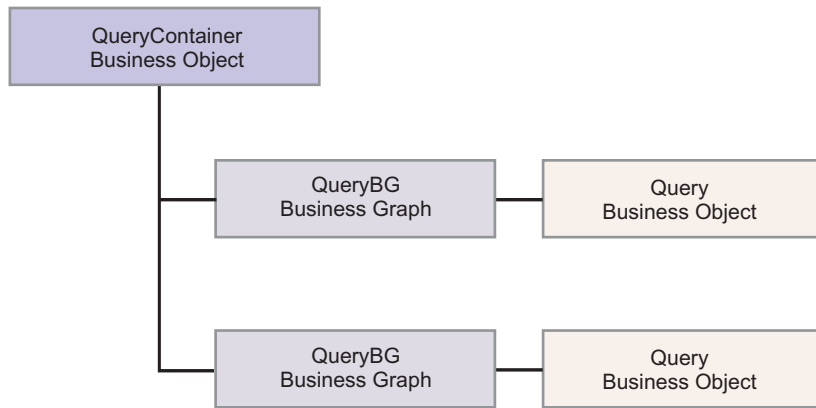 QueryContainer
Business Object
QueryBG
Business Graph
Query
Business Object
QueryBG
Business Graph
Query
Business Object